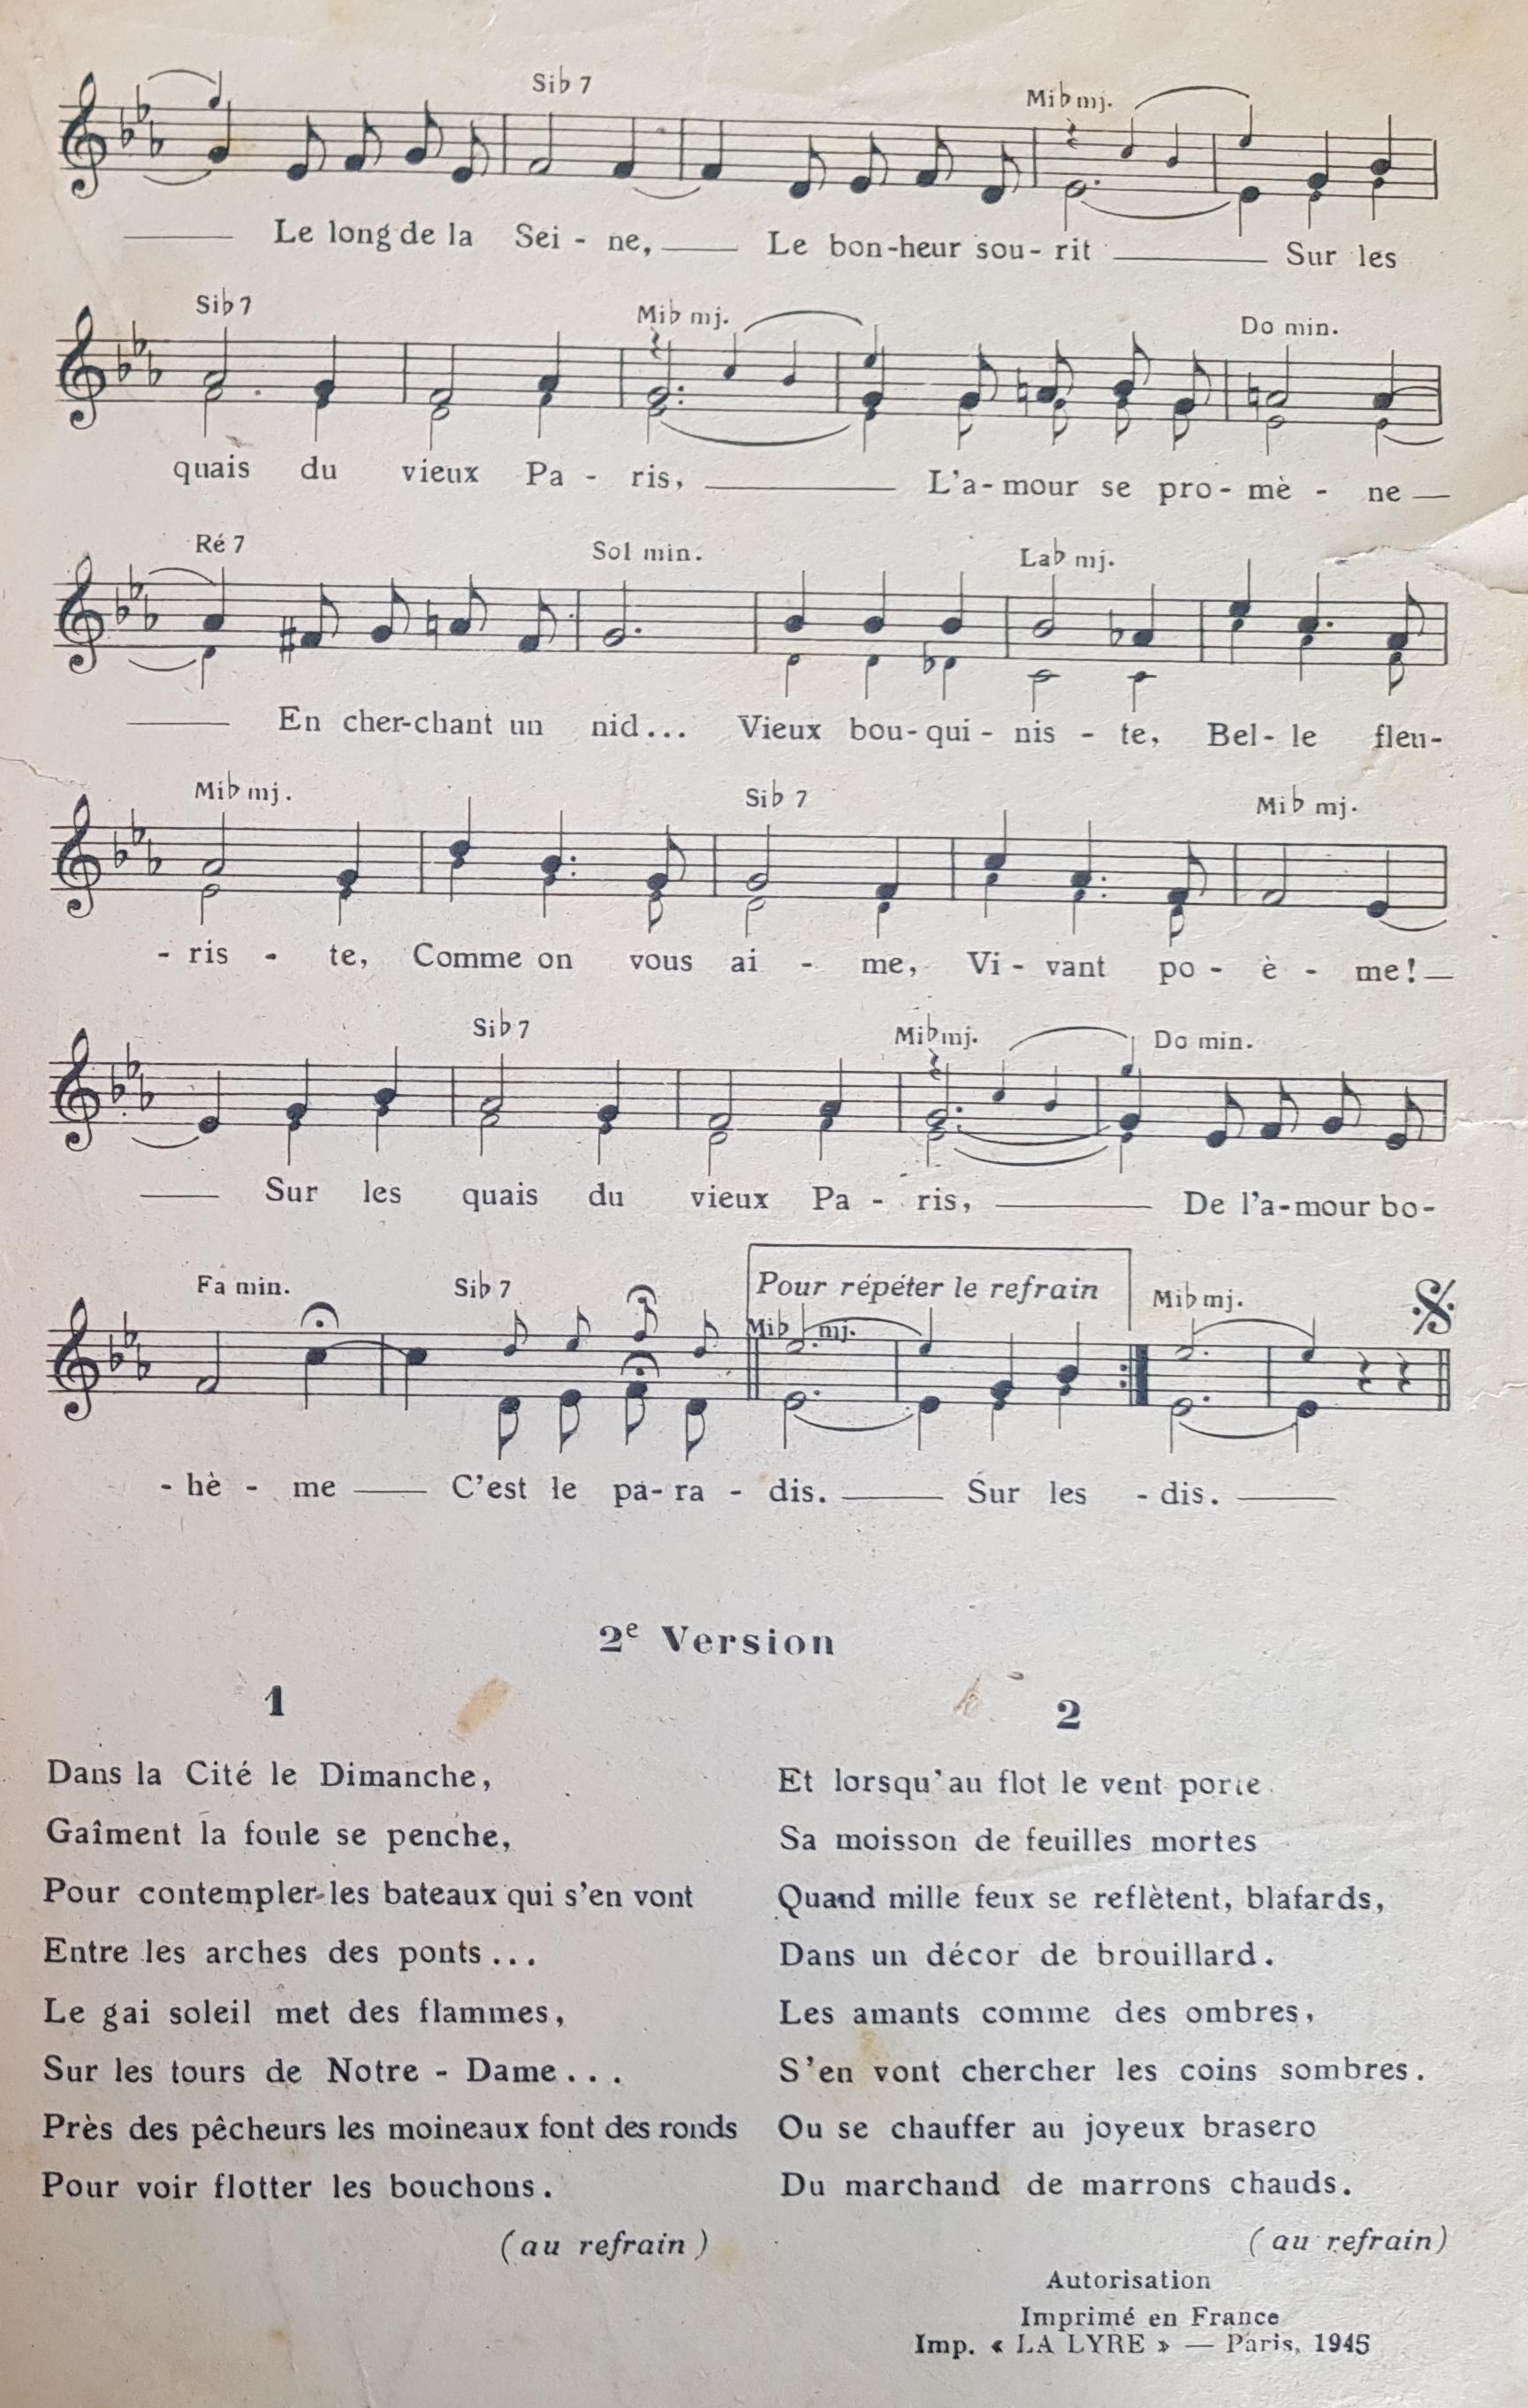 Sib 7 Mib mj.
Le long de la Sei - ne, Le bon-heur sou- rit Sur les
Sib 7 Mib mj. Do min.
quais du vieux Pa - ris, L'a-mour se pro- mè - ne
Ré 7 Sol min. Lab mj.
En cher-chant un nid... Vieux bou-qui - nis - te, Bel- le fleu-
Mib mj. Sib 7 Mib mj.
- ris - te, Comme on vous ai - me, Vi - vant po - è - me!
Sib 7 Mib mj. Do min.
Sur les quais du vieux Pa - ris, De l'a-mour bo-
Fa min. Sib 7 Pour répéter le refrain Mib mj. Mib mj.
- hè - me C'est le pa- ra - dis. Sur les - dis.
2e Version
1
Dans la Cité le Dimanche,
Gaîment la foule se penche,
Pour contempler les bateaux qui s'en vont
Entre les arches des ponts...
Le gai soleil met des flammes,
Sur les tours de Notre - Dame...
Près des pêcheurs les moineaux font des ronds
Pour voir flotter les bouchons.
(au refrain)
2
Et lorsqu'au flot le vent porte
Sa moisson de feuilles mortes
Quand mille feux se reflètent, blafards,
Dans un décor de brouillard.
Les amants comme des ombres,
S'en vont chercher les coins sombres.
Ou se chauffer au joyeux brasero
Du marchand de marrons chauds.
(au refrain)
Autorisation
Imprimé en France
Imp. « LA LYRE » — Paris, 1945